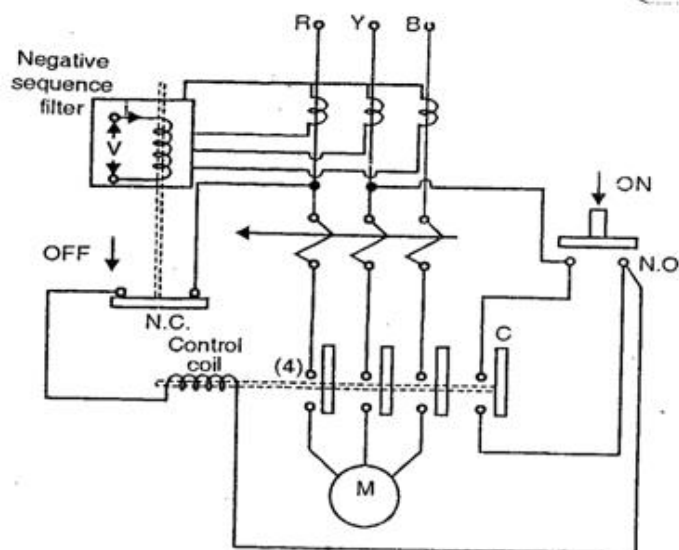 R Y B
Negative
sequence
filter
V
ON
OFF
N.O
N.C.
Control
coil
(4)
C
M